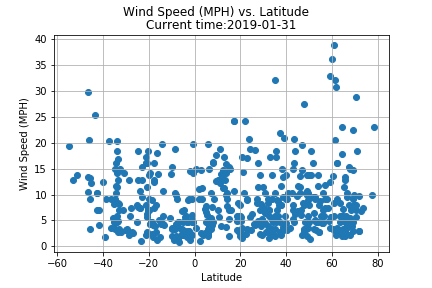 Wind Speed (MPH) vs. Latitude
Current time:2019-01-31
40
35
30
25
20
15
10
5
0
Wind Speed (MPH)
−60 −40 −20 0 20 40 60 80
Latitude